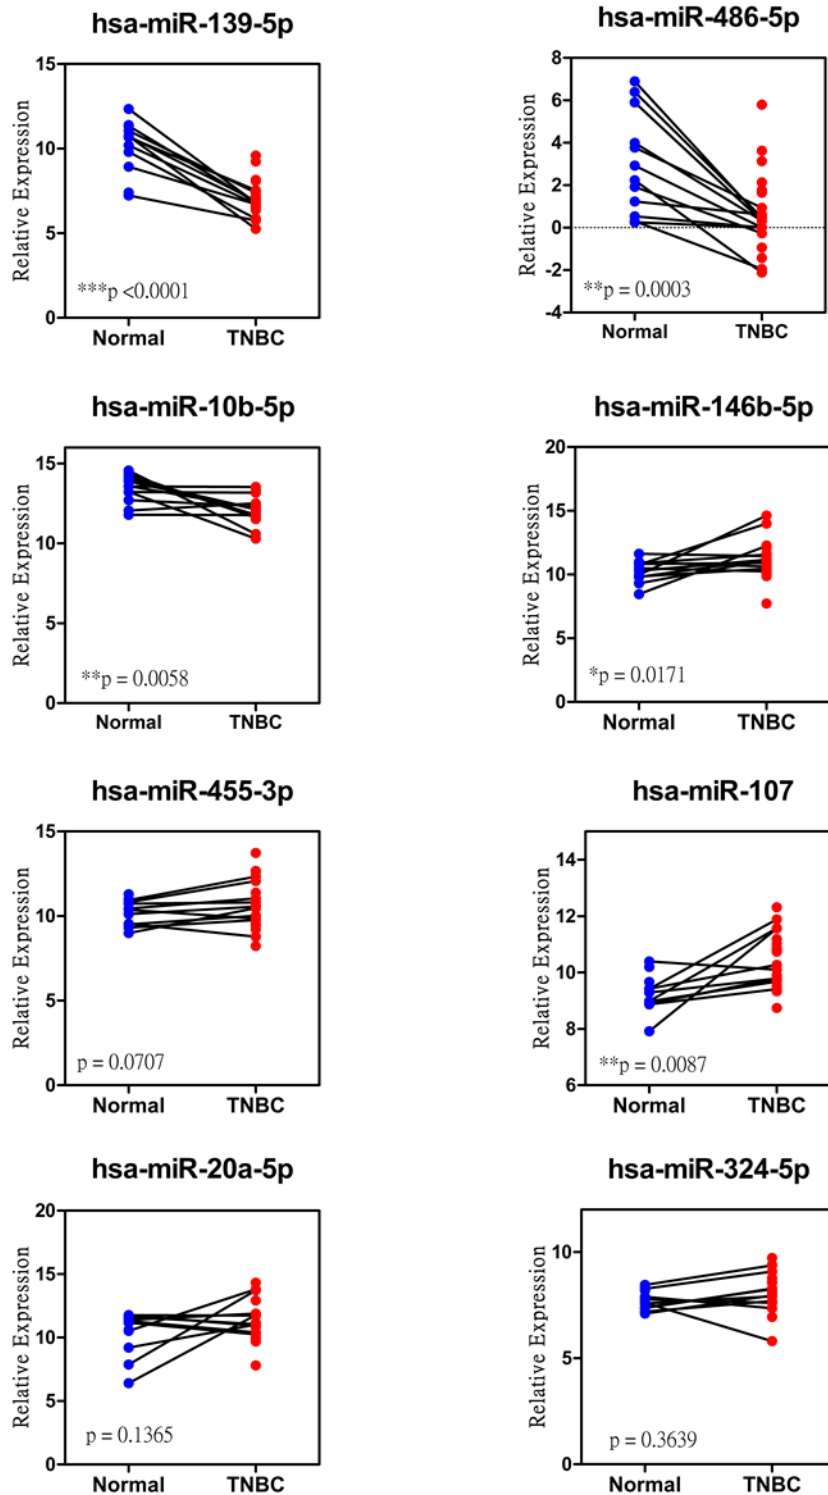 hsa-miR-139-5p
15
10
5
0
Relative Expression
***p <0.0001
Normal TNBC
hsa-miR-486-5p
8
6
4
2
0
-2
-4
Relative Expression
**p = 0.0003
Normal TNBC
hsa-miR-10b-5p
15
10
5
0
Relative Expression
**p = 0.0058
Normal TNBC
hsa-miR-146b-5p
20
15
10
5
0
Relative Expression
*p = 0.0171
Normal TNBC
hsa-miR-455-3p
15
10
5
0
Relative Expression
p = 0.0707
Normal TNBC
hsa-miR-107
14
12
10
8
6
Relative Expression
**p = 0.0087
Normal TNBC
hsa-miR-20a-5p
20
15
10
5
0
Relative Expression
p = 0.1365
Normal TNBC
hsa-miR-324-5p
10
5
0
Relative Expression
p = 0.3639
Normal TNBC